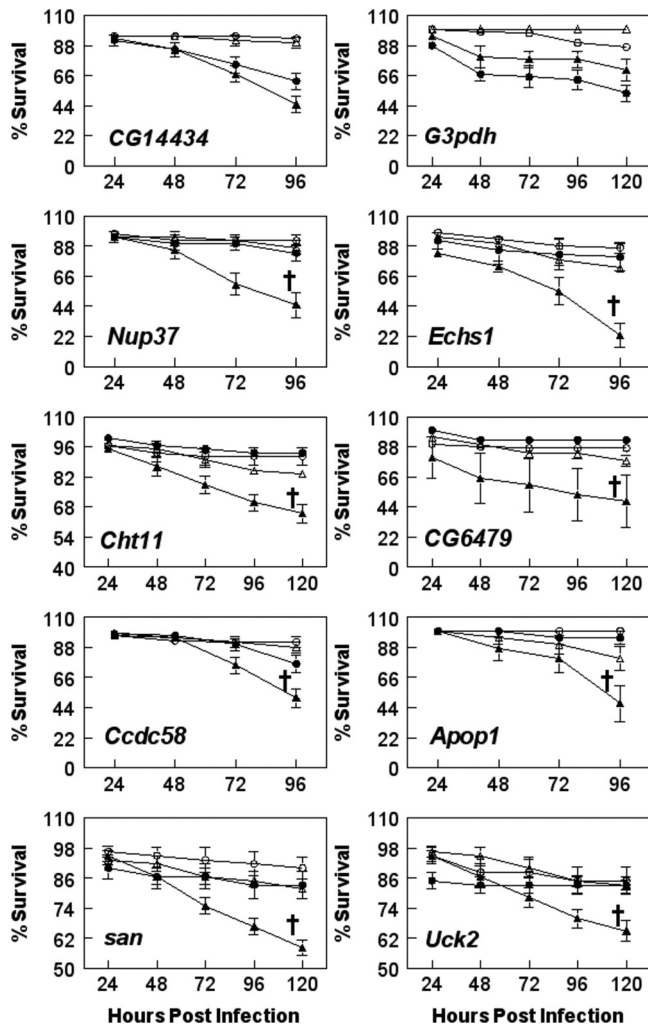 110
88
66
44
22
0
% Survival
CG14434
24 48 72 96
110
88
66
44
22
0
% Survival
G3pdh
24 48 72 96 120
110
88
66
44
22
0
% Survival
†
Nup37
24 48 72 96
110
88
66
44
22
0
% Survival
†
Echs1
24 48 72 96
110
96
82
68
54
40
% Survival
†
Cht11
24 48 72 96 120
110
88
66
44
22
0
% Survival
†
CG6479
24 48 72 96 120
110
88
66
44
22
0
% Survival
†
Ccdc58
24 48 72 96
110
88
66
44
22
0
% Survival
†
Apop1
24 48 72 96
110
98
86
74
62
50
% Survival
†
san
24 48 72 96 120
Hours Post Infection
110
98
86
74
62
50
% Survival
†
Uck2
24 48 72 96 120
Hours Post Infection